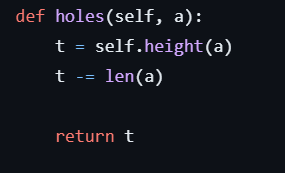 def holes(self, a):
    t = self.height(a)
    t -= len(a)

    return t